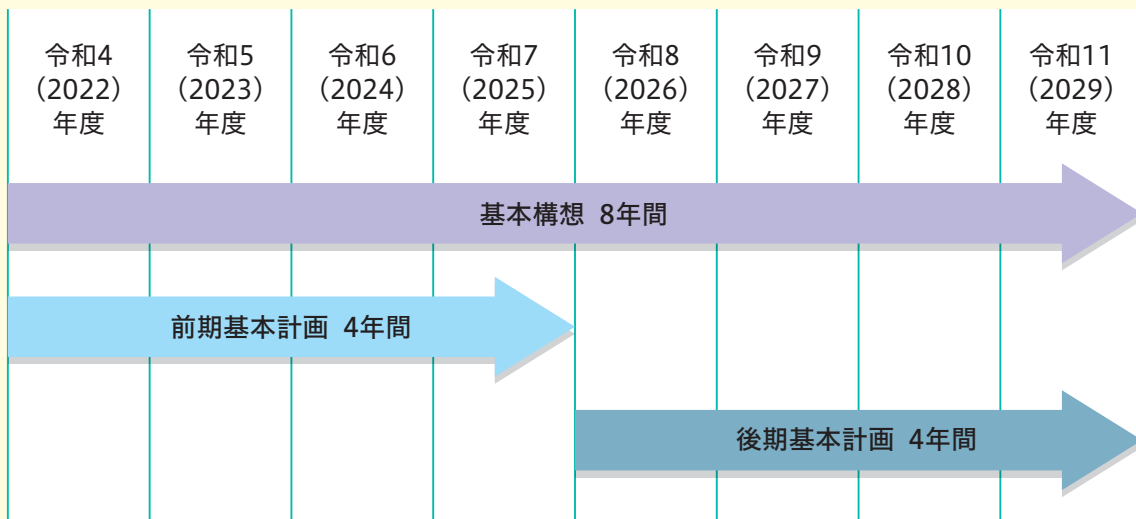 令和4
（2022）
年度
令和5
（2023）
年度
令和6
（2024）
年度
令和7
（2025）
年度
令和8
（2026）
年度
令和9
（2027）
年度
令和10
（2028）
年度
令和11
（2029）
年度
基本構想 8年間
前期基本計画 4年間
後期基本計画 4年間